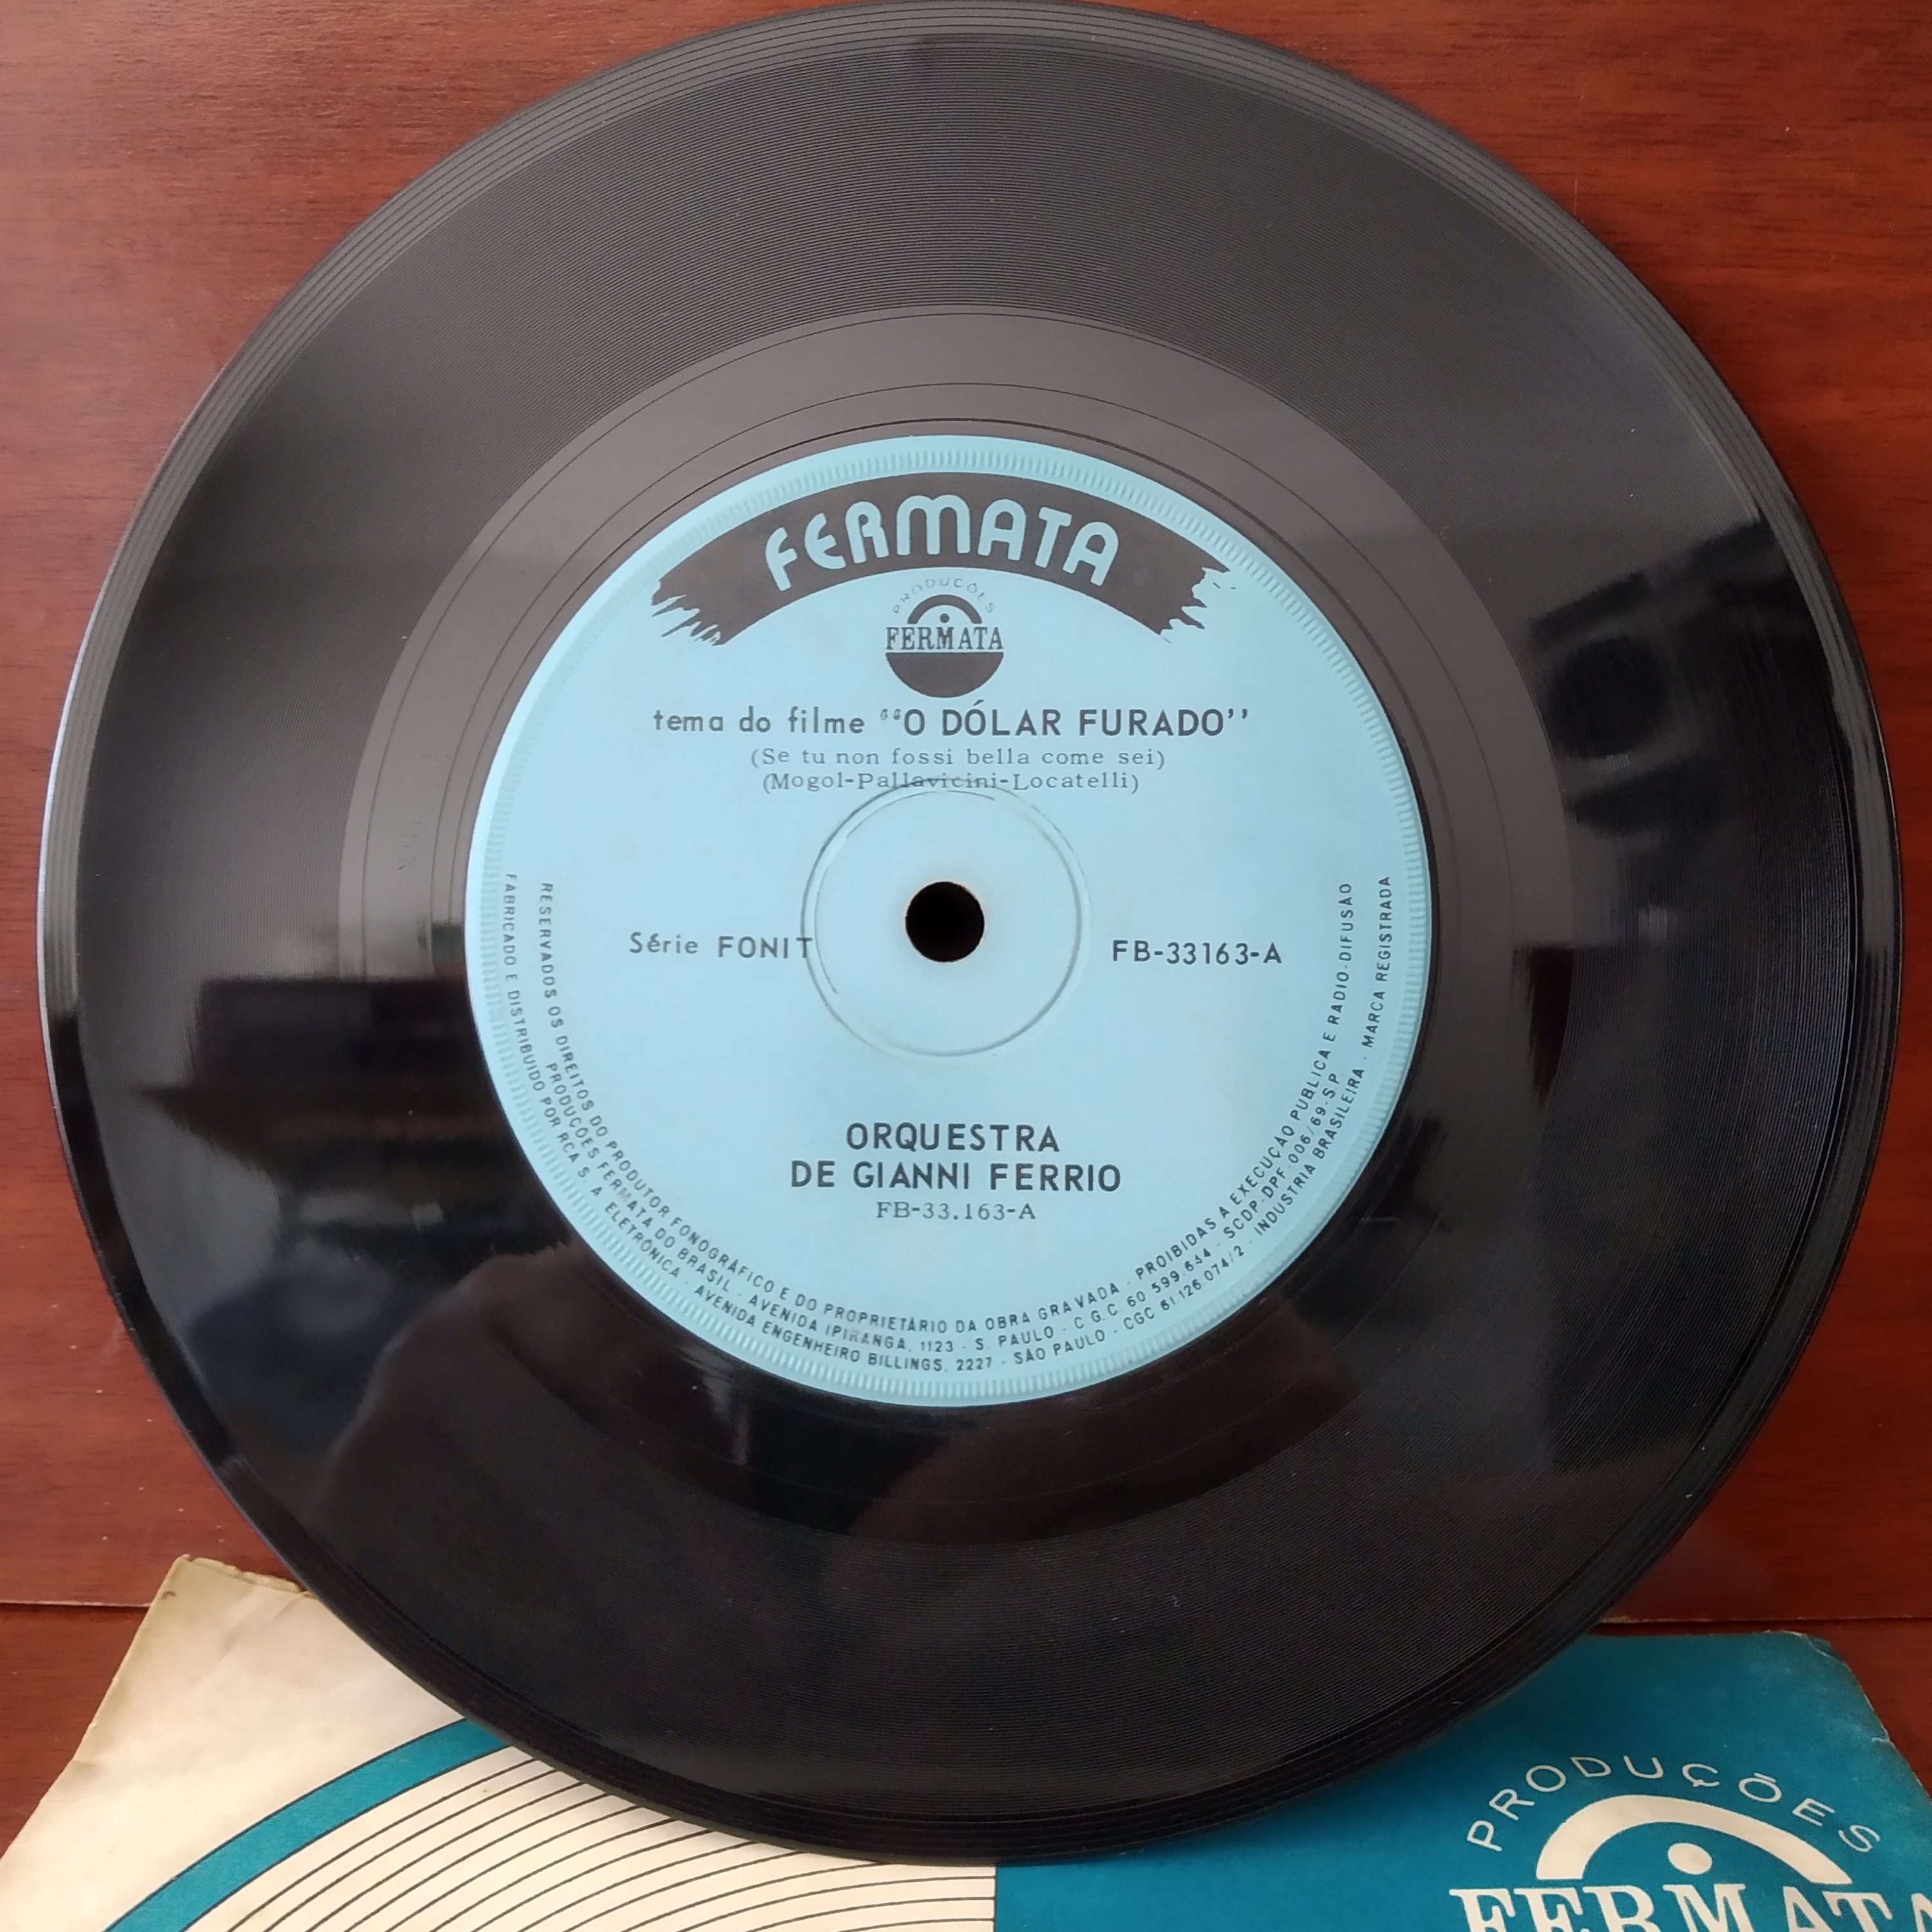 FERMATA
PRODUÇÕES
FERMATA
tema do filme "O DÓLAR FURADO"
(Se tu non fossi bella come sei)
(Mogol-Pallavicini-Locatelli)
Série FONIT
FB-33163-A
ORQUESTRA
DE GIANNI FERRIO
FB-33.163-A
RESERVADOS OS DIREITOS DO PRODUTOR FONOGRÁFICO E DO PROPRIETÁRIO DA OBRA GRAVADA - PROIBIDAS A EXECUÇÃO PUBLICA E RADIO-DIFUSÃO
PRODUÇÕES FERMATA DO BRASIL - AVENIDA IPIRANGA, 1123 - S. PAULO - C.G.C. 60 599.644 - SCDP-DPF.006/69-SP
FABRICADO E DISTRIBUIDO POR RCA S. A. ELETRÔNICA - AVENIDA ENGENHEIRO BILLINGS, 2227 - SÃO PAULO - CGC 61 126.074/2 - INDUSTRIA BRASILEIRA - MARCA REGISTRADA
PRODUÇÕES
FERMATA